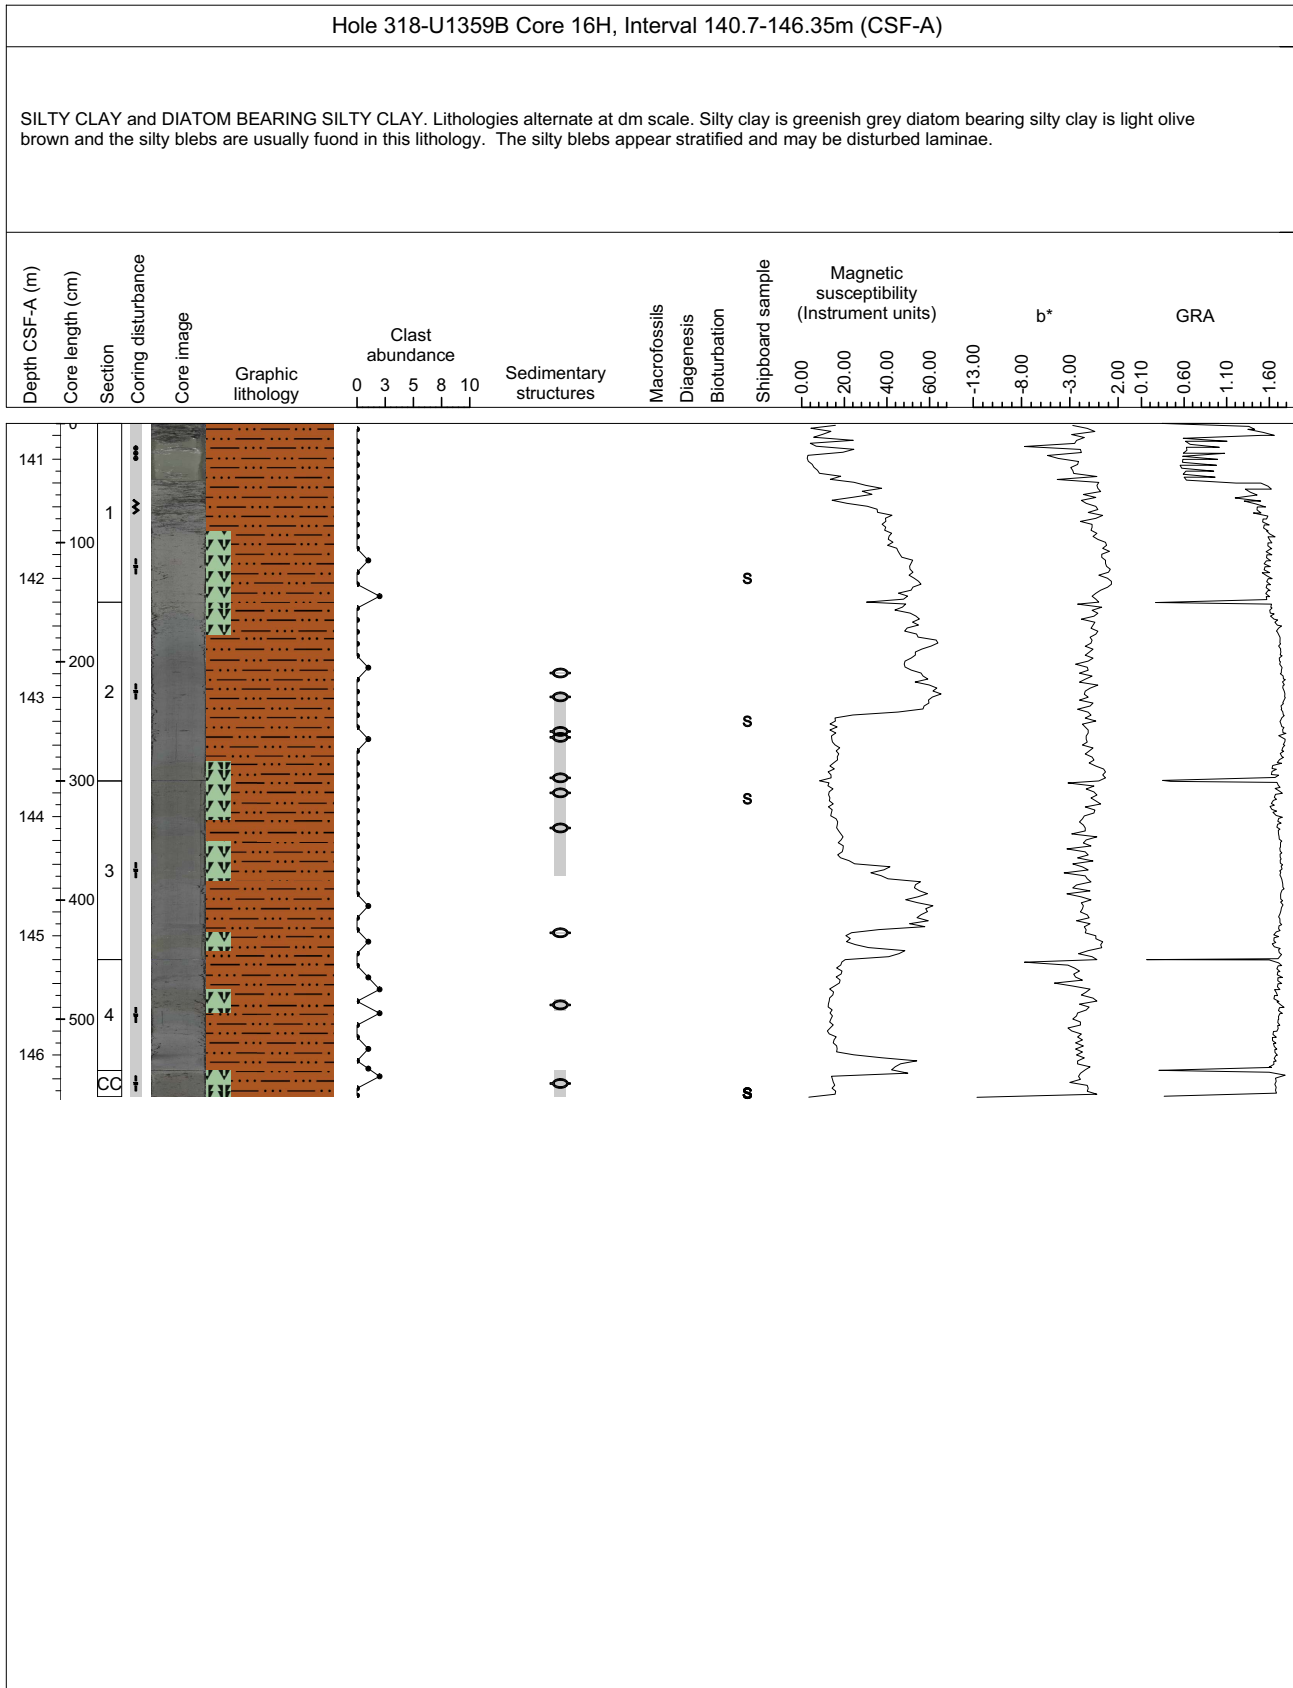 Hole 318-U1359B Core 16H, Interval 140.7-146.35m (CSF-A)
SILTY CLAY and DIATOM BEARING SILTY CLAY. Lithologies alternate at dm scale. Silty clay is greenish grey diatom bearing silty clay is light olive
brown and the silty blebs are usually fuond in this lithology. The silty blebs appear stratified and may be disturbed laminae.
Depth CSF-A (m)
Core length (cm)
Section
Coring disturbance
Core image
Graphic
lithology
Clast
abundance
0 3 5 8 10
Sedimentary
structures
Macrofossils
Diagenesis
Bioturbation
Shipboard sample
Magnetic
susceptibility
(Instrument units)
0.00 20.00 40.00 60.00
b*
-13.00 -8.00 -3.00 2.00
GRA
0.10 0.60 1.10 1.60
0
141
1
100
142
S
200
2
143
S
300
S
144
3
400
145
4
500
146
CC
S